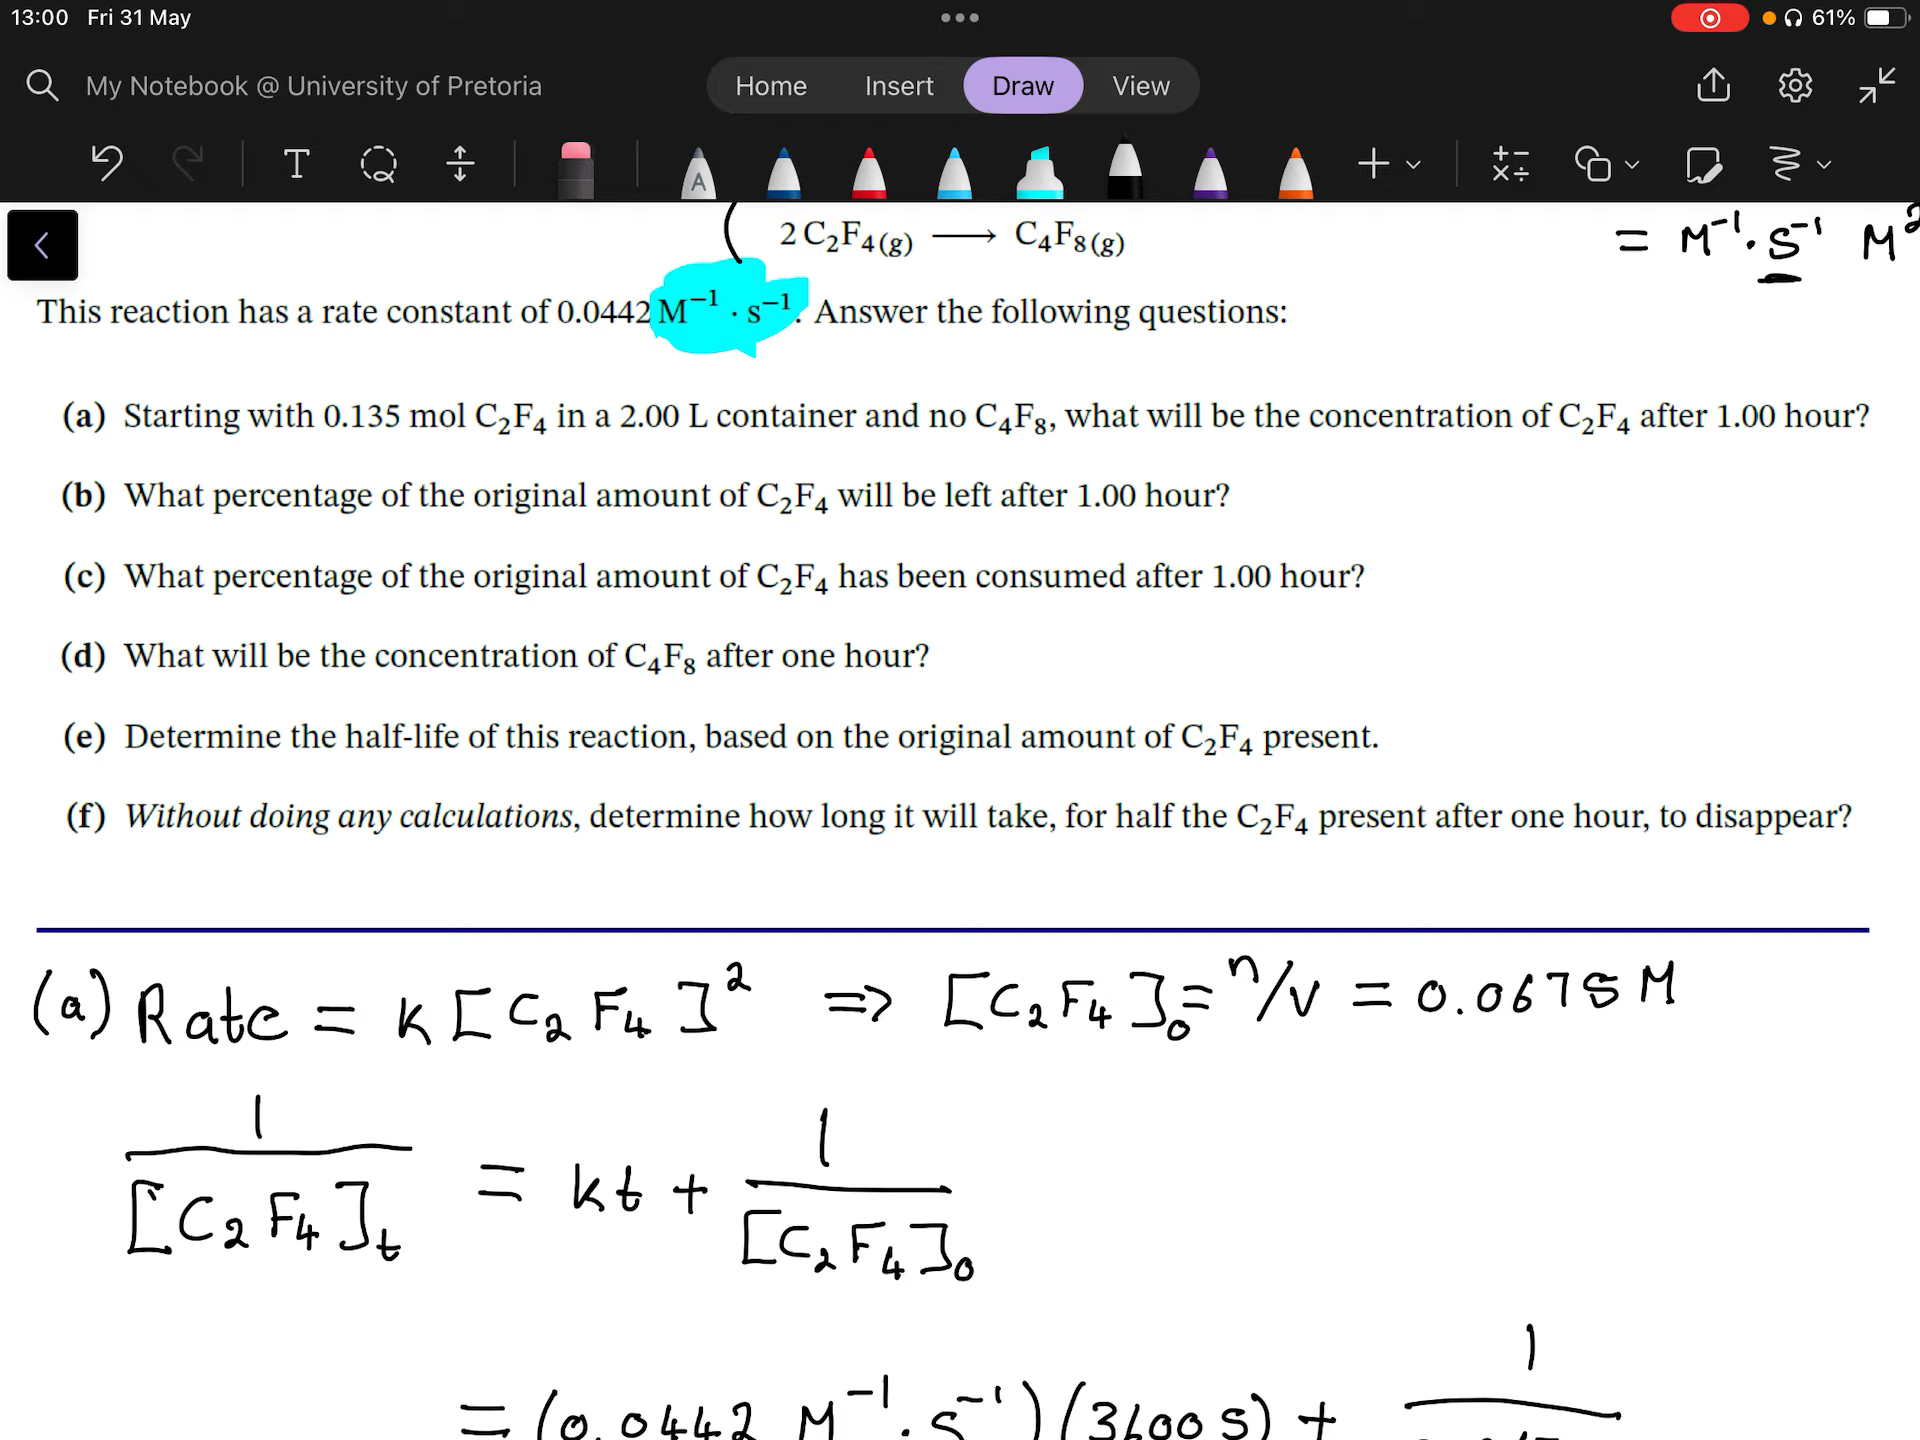 13:00 Fri 31 May 61%
My Notebook @ University of Pretoria Home Insert Draw View
T A
2 C₂F₄(g) ⟶ C₄F₈(g) = M⁻¹·S⁻¹ M²
This reaction has a rate constant of 0.0442 M⁻¹ · s⁻¹. Answer the following questions:
(a) Starting with 0.135 mol C₂F₄ in a 2.00 L container and no C₄F₈, what will be the concentration of C₂F₄ after 1.00 hour?
(b) What percentage of the original amount of C₂F₄ will be left after 1.00 hour?
(c) What percentage of the original amount of C₂F₄ has been consumed after 1.00 hour?
(d) What will be the concentration of C₄F₈ after one hour?
(e) Determine the half-life of this reaction, based on the original amount of C₂F₄ present.
(f) Without doing any calculations, determine how long it will take, for half the C₂F₄ present after one hour, to disappear?
(a) Rate = k[C₂F₄]² => [C₂F₄]₀ = n/v = 0.0675 M
1/[C₂F₄]t = kt + 1/[C₂F₄]₀
= (0.0442 M⁻¹·s⁻¹)(3600 s) + 1